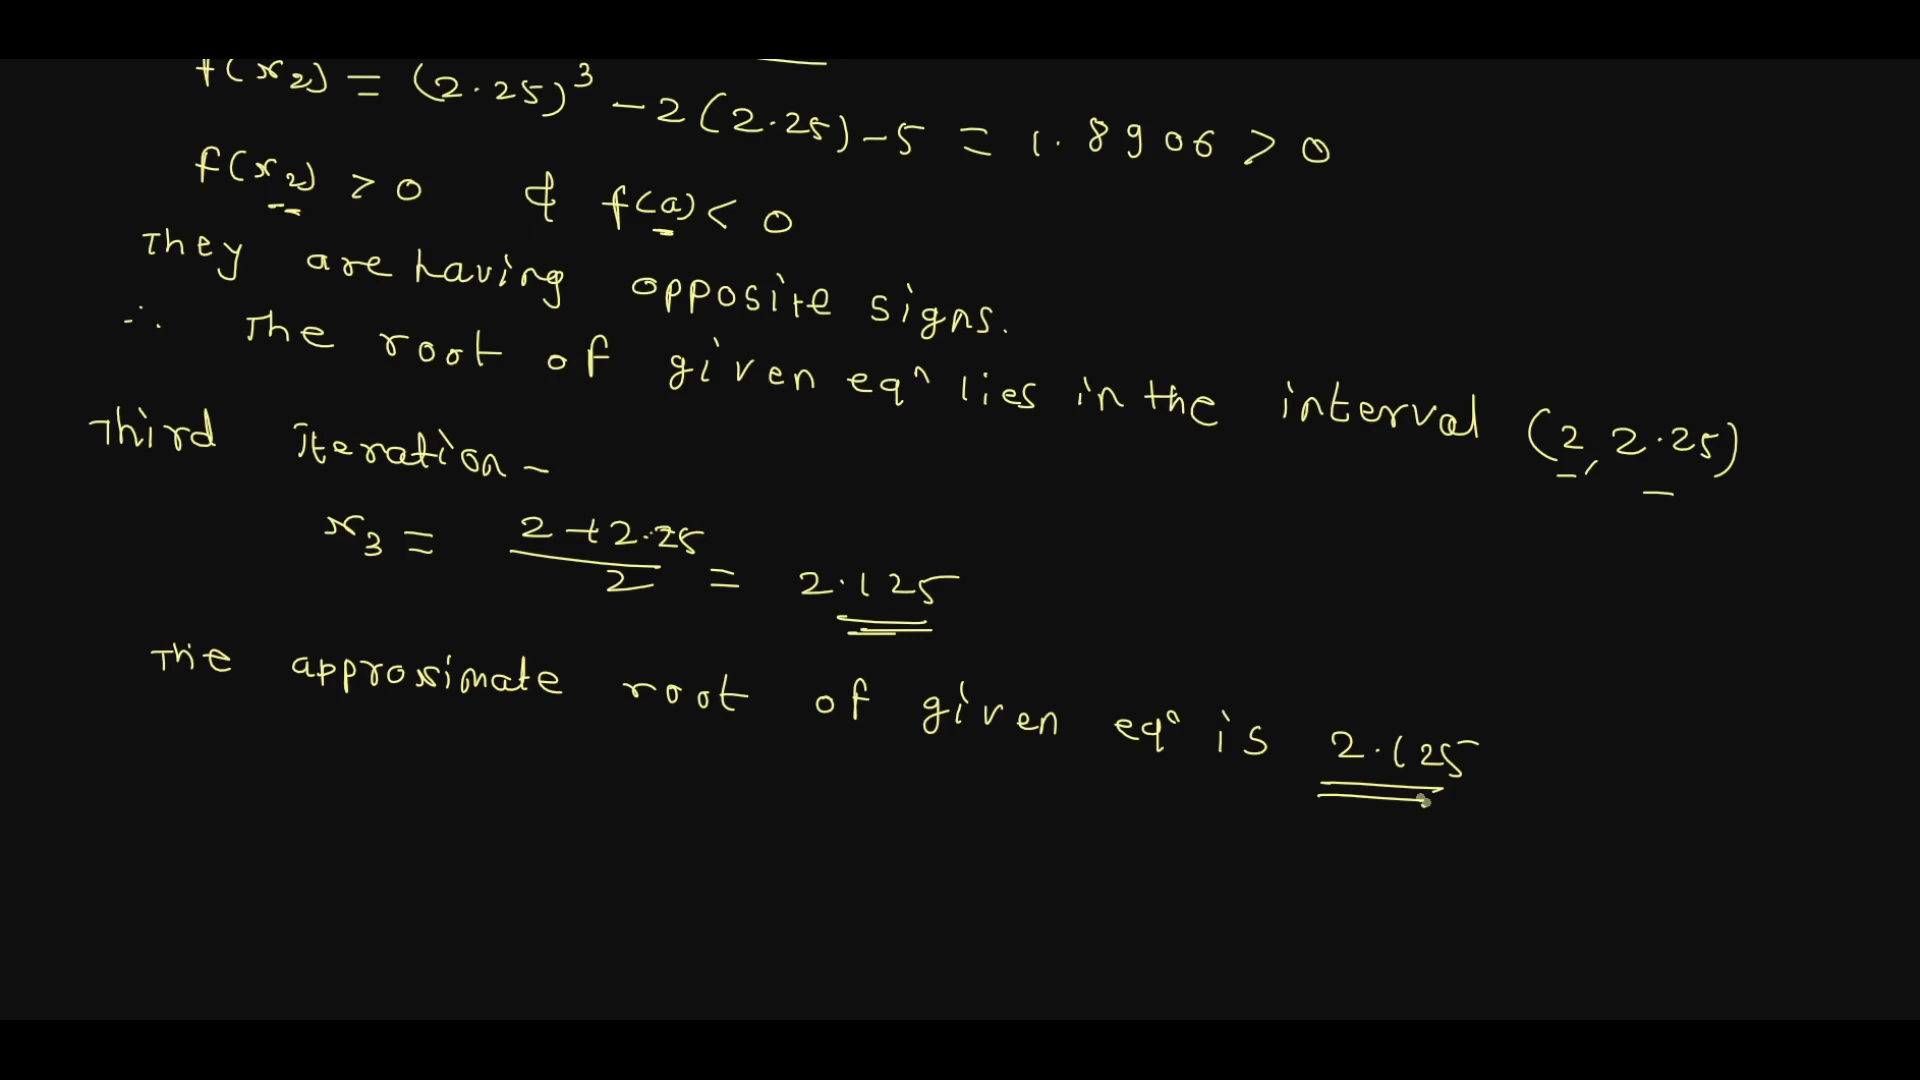 f(x₂) = (2.25)³ - 2(2.25) - 5 = 1.8906 > 0
f(x₂) > 0 & f(a) < 0
They are having opposite signs.
∴ The root of given eqⁿ lies in the interval (2, 2.25)
Third iteration -
x₃ = (2 + 2.25)/2 = 2.125
The approximate root of given eqⁿ is 2.125